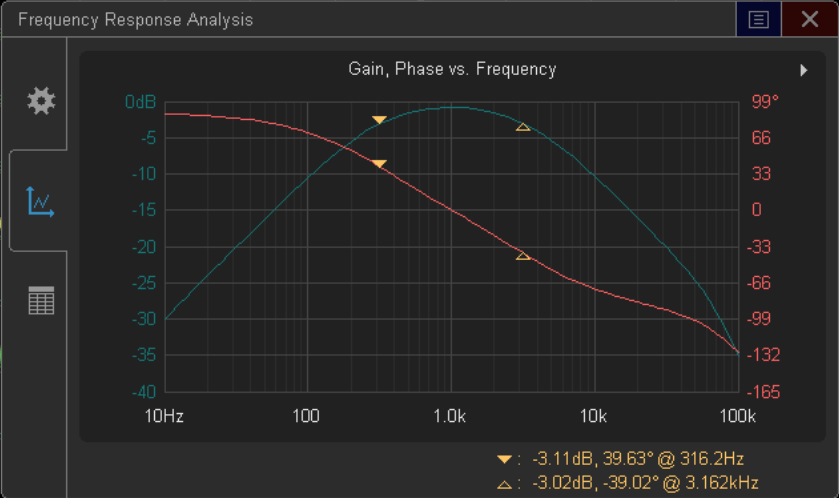 Frequency Response Analysis
Gain, Phase vs. Frequency
0dB 99°
-5 66
-10 33
-15 0
-20 -33
-25 -66
-30 -99
-35 -132
-40 -165
10Hz 100 1.0k 10k 100k
: -3.11dB, 39.63° @ 316.2Hz
: -3.02dB, -39.02° @ 3.162kHz